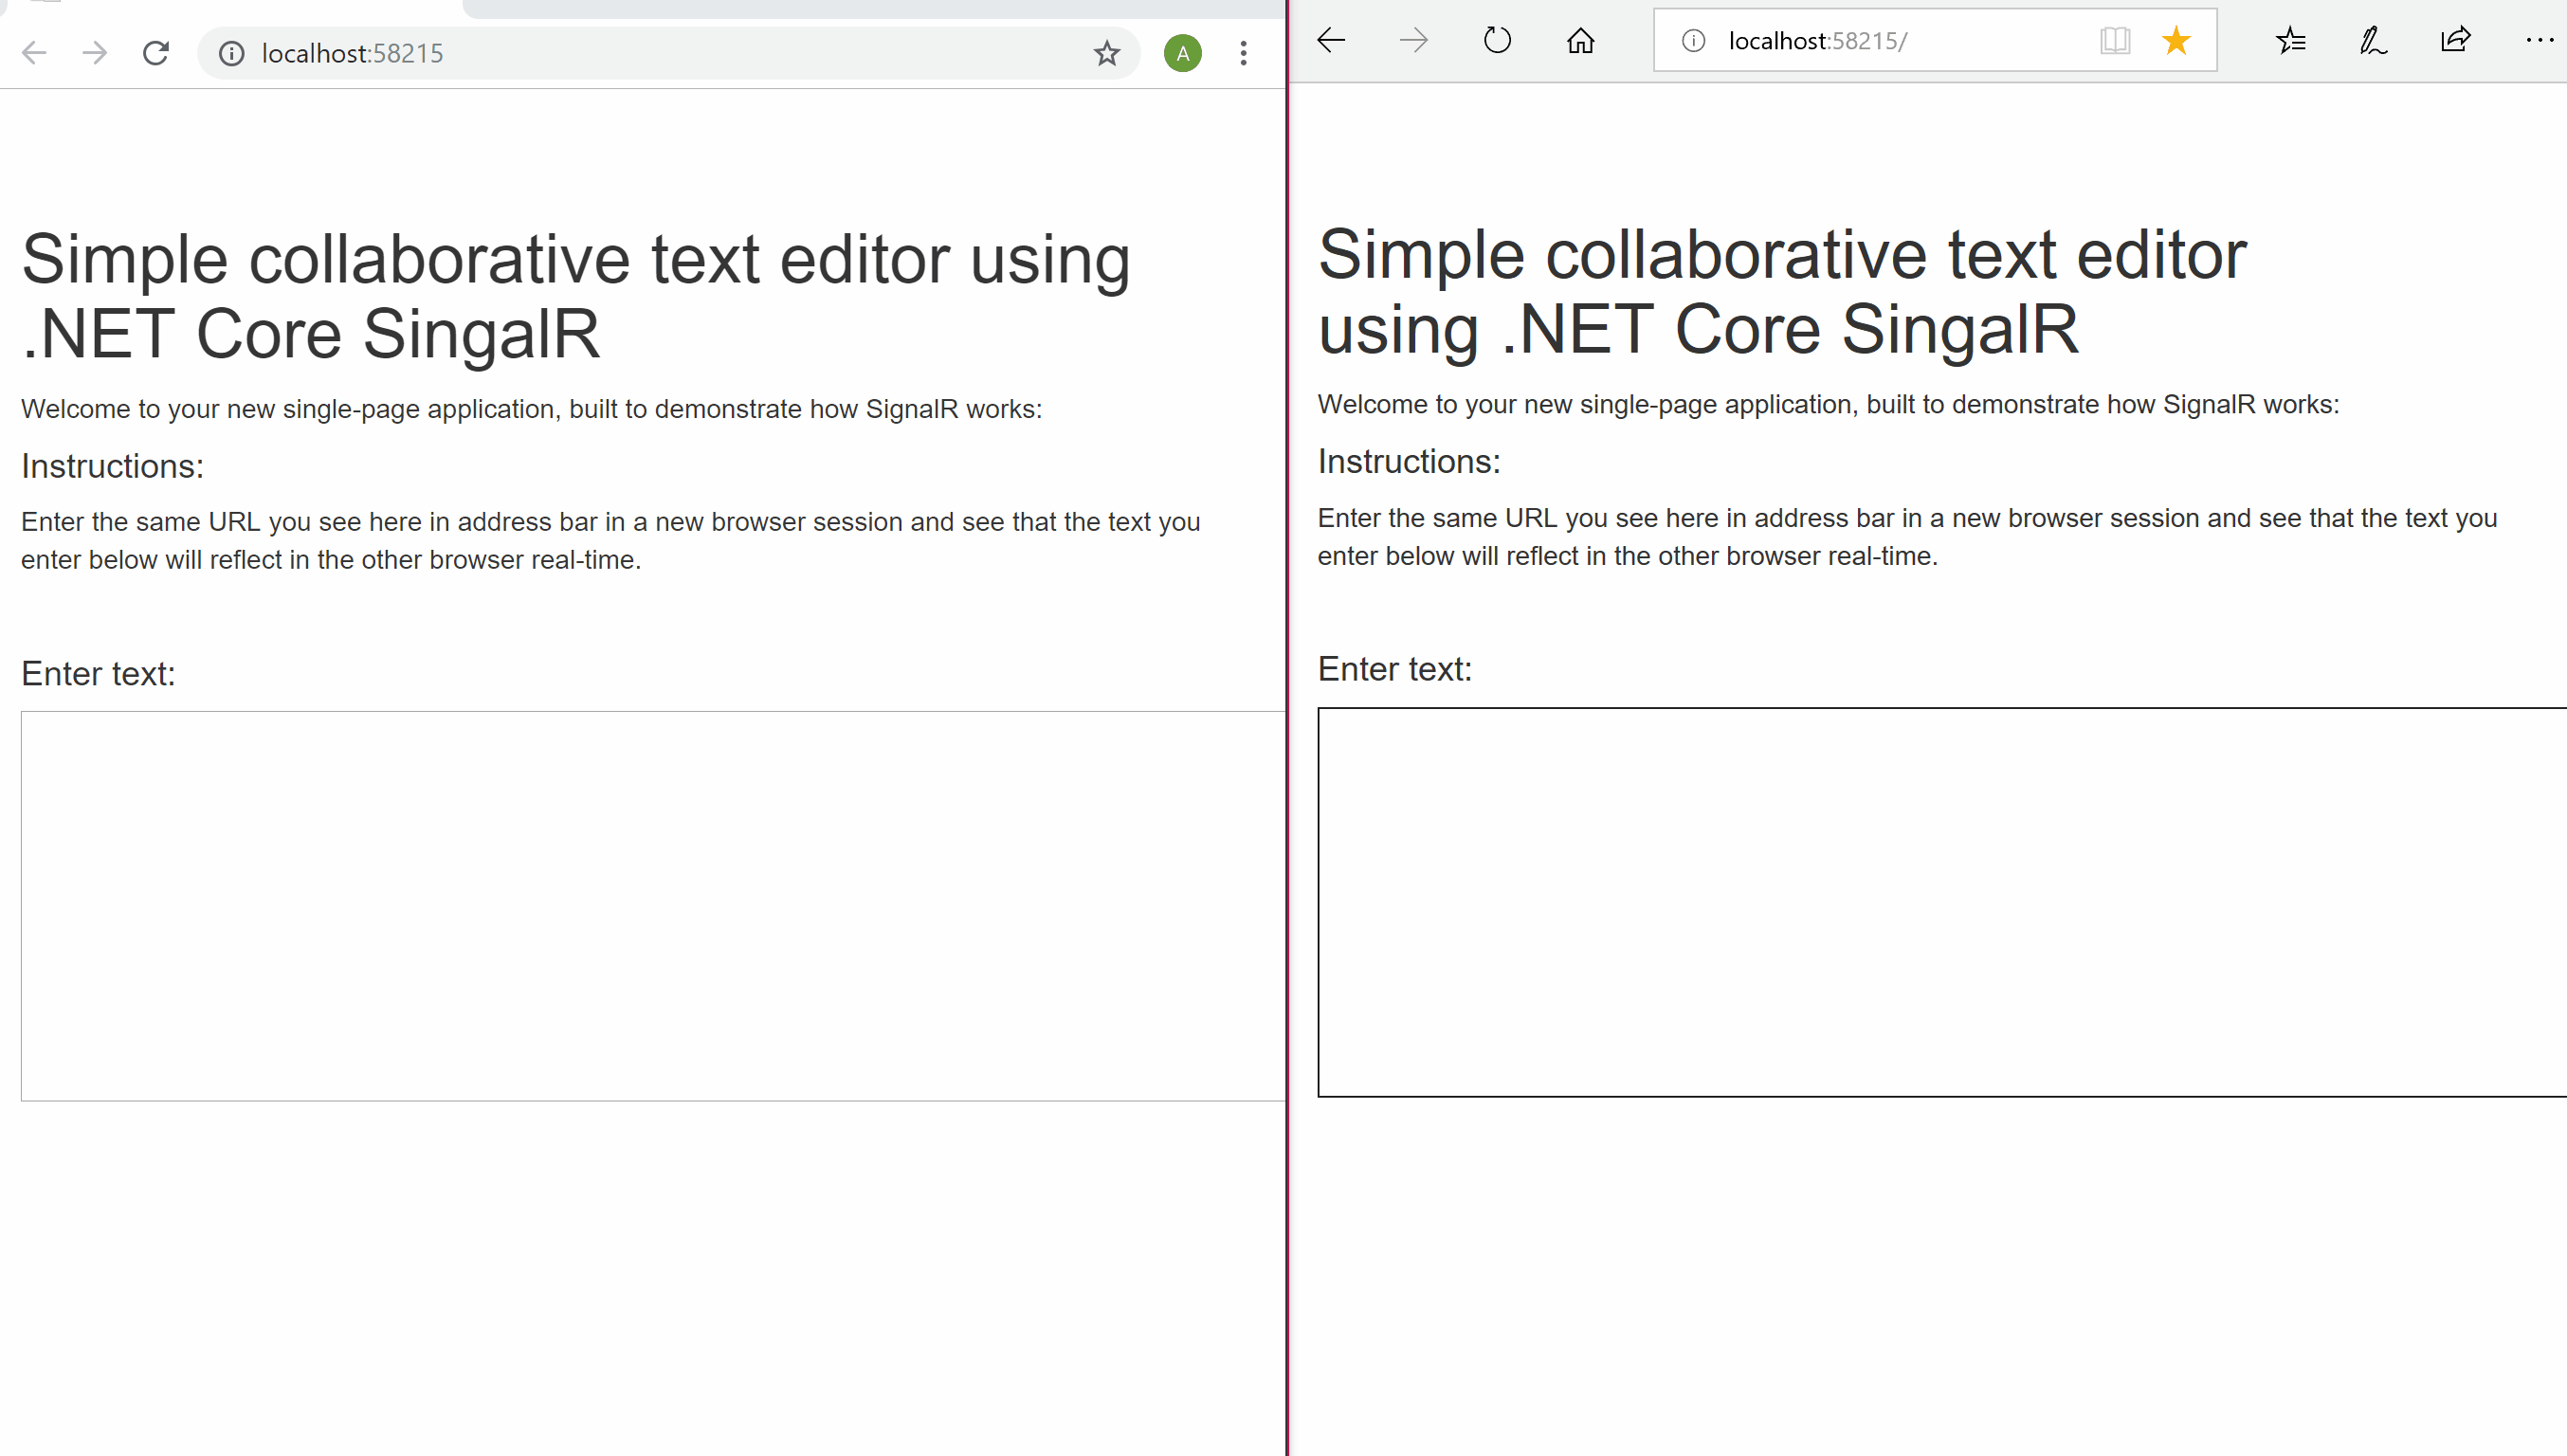 localhost:58215
A
Simple collaborative text editor using
.NET Core SingalR
Welcome to your new single-page application, built to demonstrate how SignalR works:
Instructions:
Enter the same URL you see here in address bar in a new browser session and see that the text you
enter below will reflect in the other browser real-time.
Enter text:
localhost:58215/
Simple collaborative text editor
using .NET Core SingalR
Welcome to your new single-page application, built to demonstrate how SignalR works:
Instructions:
Enter the same URL you see here in address bar in a new browser session and see that the text you
enter below will reflect in the other browser real-time.
Enter text: